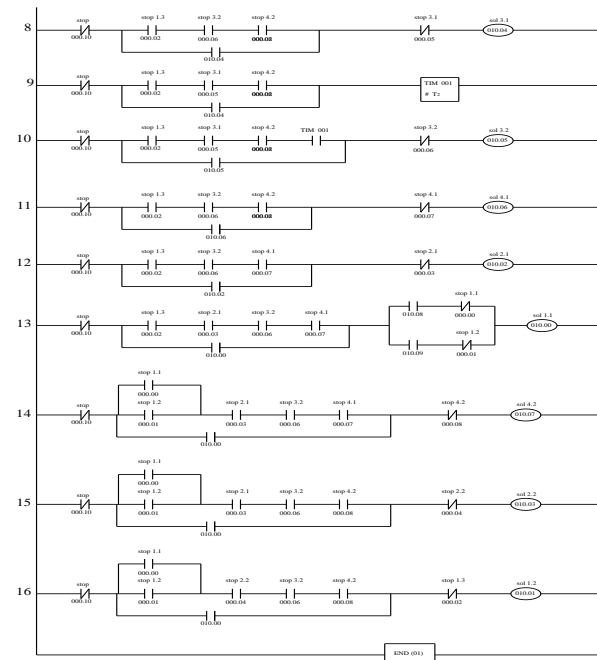 stop stop 1.3 stop 3.2 stop 4.2 stop 3.1 sol 3.1
8 010.04
000.10 000.02 000.06 000.05
010.04
stop stop 1.3 stop 3.1 stop 4.2 TIM 001
9 # T2
000.10 000.02 000.05
010.04
stop stop 1.3 stop 3.1 stop 4.2 TIM 001 stop 3.2 sol 3.2
10 010.05
000.10 000.02 000.05 000.06
010.05
stop stop 1.3 stop 3.2 stop 4.2 stop 4.1 sol 4.1
11 010.06
000.10 000.02 000.06 000.07
010.06
stop stop 1.3 stop 3.2 stop 4.1 stop 2.1 sol 2.1
12 010.02
000.10 000.02 000.06 000.07 000.03
010.02
stop 1.1
010.08 000.00
stop stop 1.3 stop 2.1 stop 3.2 stop 4.1 sol 1.1
13 010.00
000.10 000.02 000.03 000.06 000.07
stop 1.2
010.00
010.09 000.01
stop 1.1
000.00
stop stop 1.2 stop 2.1 stop 3.2 stop 4.1 stop 4.2 sol 4.2
14 010.07
000.10 000.01 000.03 000.06 000.07 000.08
010.00
stop 1.1
000.00
stop stop 1.2 stop 2.1 stop 3.2 stop 4.2 stop 2.2 sol 2.2
15 010.03
000.10 000.01 000.03 000.06 000.08 000.04
010.00
stop 1.1
000.00
stop stop 1.2 stop 2.2 stop 3.2 stop 4.2 stop 1.3 sol 1.2
16 010.01
000.10 000.01 000.04 000.06 000.08 000.02
010.00
END (01)